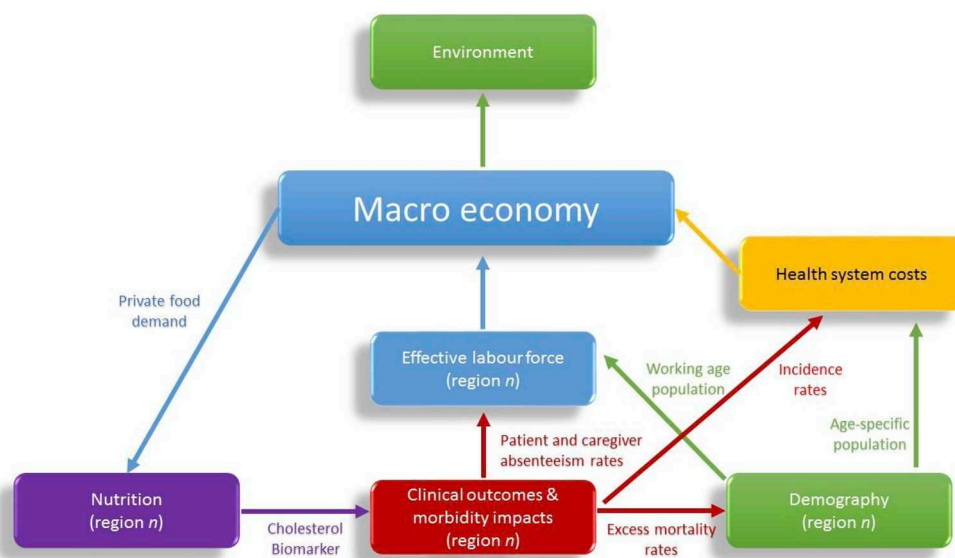 Environment
Macro economy
Health system costs
Private food
demand
Effective labour force
(region n)
Working age
population
Incidence
rates
Age-specific
population
Patient and caregiver
absenteeism rates
Nutrition
(region n)
Cholesterol
Biomarker
Clinical outcomes &
morbidity impacts
(region n)
Excess mortality
rates
Demography
(region n)